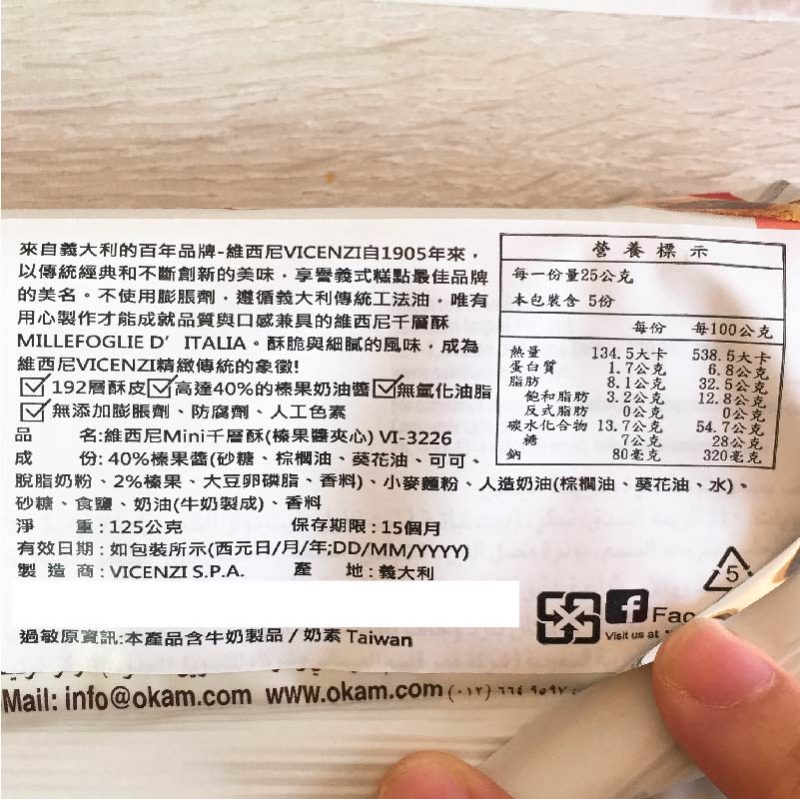 來自義大利的百年品牌-維西尼VICENZI自1905年來，
以傳統經典和不斷創新的美味，享譽義式糕點最佳品牌
的美名。不使用膨脹劑，遵循義大利傳統工法油，唯有
用心製作才能成就品質與口感兼具的維西尼千層酥
MILLEFOGLIE D' ITALIA。酥脆與細膩的風味，成為
維西尼VICENZI精緻傳統的象徵!
192層酥皮 高達40%的榛果奶油醬 無氫化油脂
無添加膨脹劑、防腐劑、人工色素
品 名:維西尼Mini千層酥(榛果醬夾心) VI-3226
成 份:40%榛果醬(砂糖、棕櫚油、葵花油、可可、
脫脂奶粉、2%榛果、大豆卵磷脂、香料)、小麥麵粉、人造奶油(棕櫚油、葵花油、水)、
砂糖、食鹽、奶油(牛奶製成)、香料
淨 重:125公克 保存期限:15個月
有效日期:如包裝所示(西元日/月/年;DD/MM/YYYY)
製 造 商:VICENZI S.P.A. 產 地:義大利
過敏原資訊:本產品含牛奶製品/奶素 Taiwan
營養標示
每一份量25公克
本包裝含 5份
每份 每100公克
熱量 134.5大卡 538.5大卡
蛋白質 1.7公克 6.8公克
脂肪 8.1公克 32.5公克
飽和脂肪 3.2公克 12.8公克
反式脂肪 0公克 0公克
碳水化合物 13.7公克 54.7公克
糖 7公克 28公克
鈉 80毫克 320毫克
5
f
Visit us at
Mail: info@okam.com www.okam.com